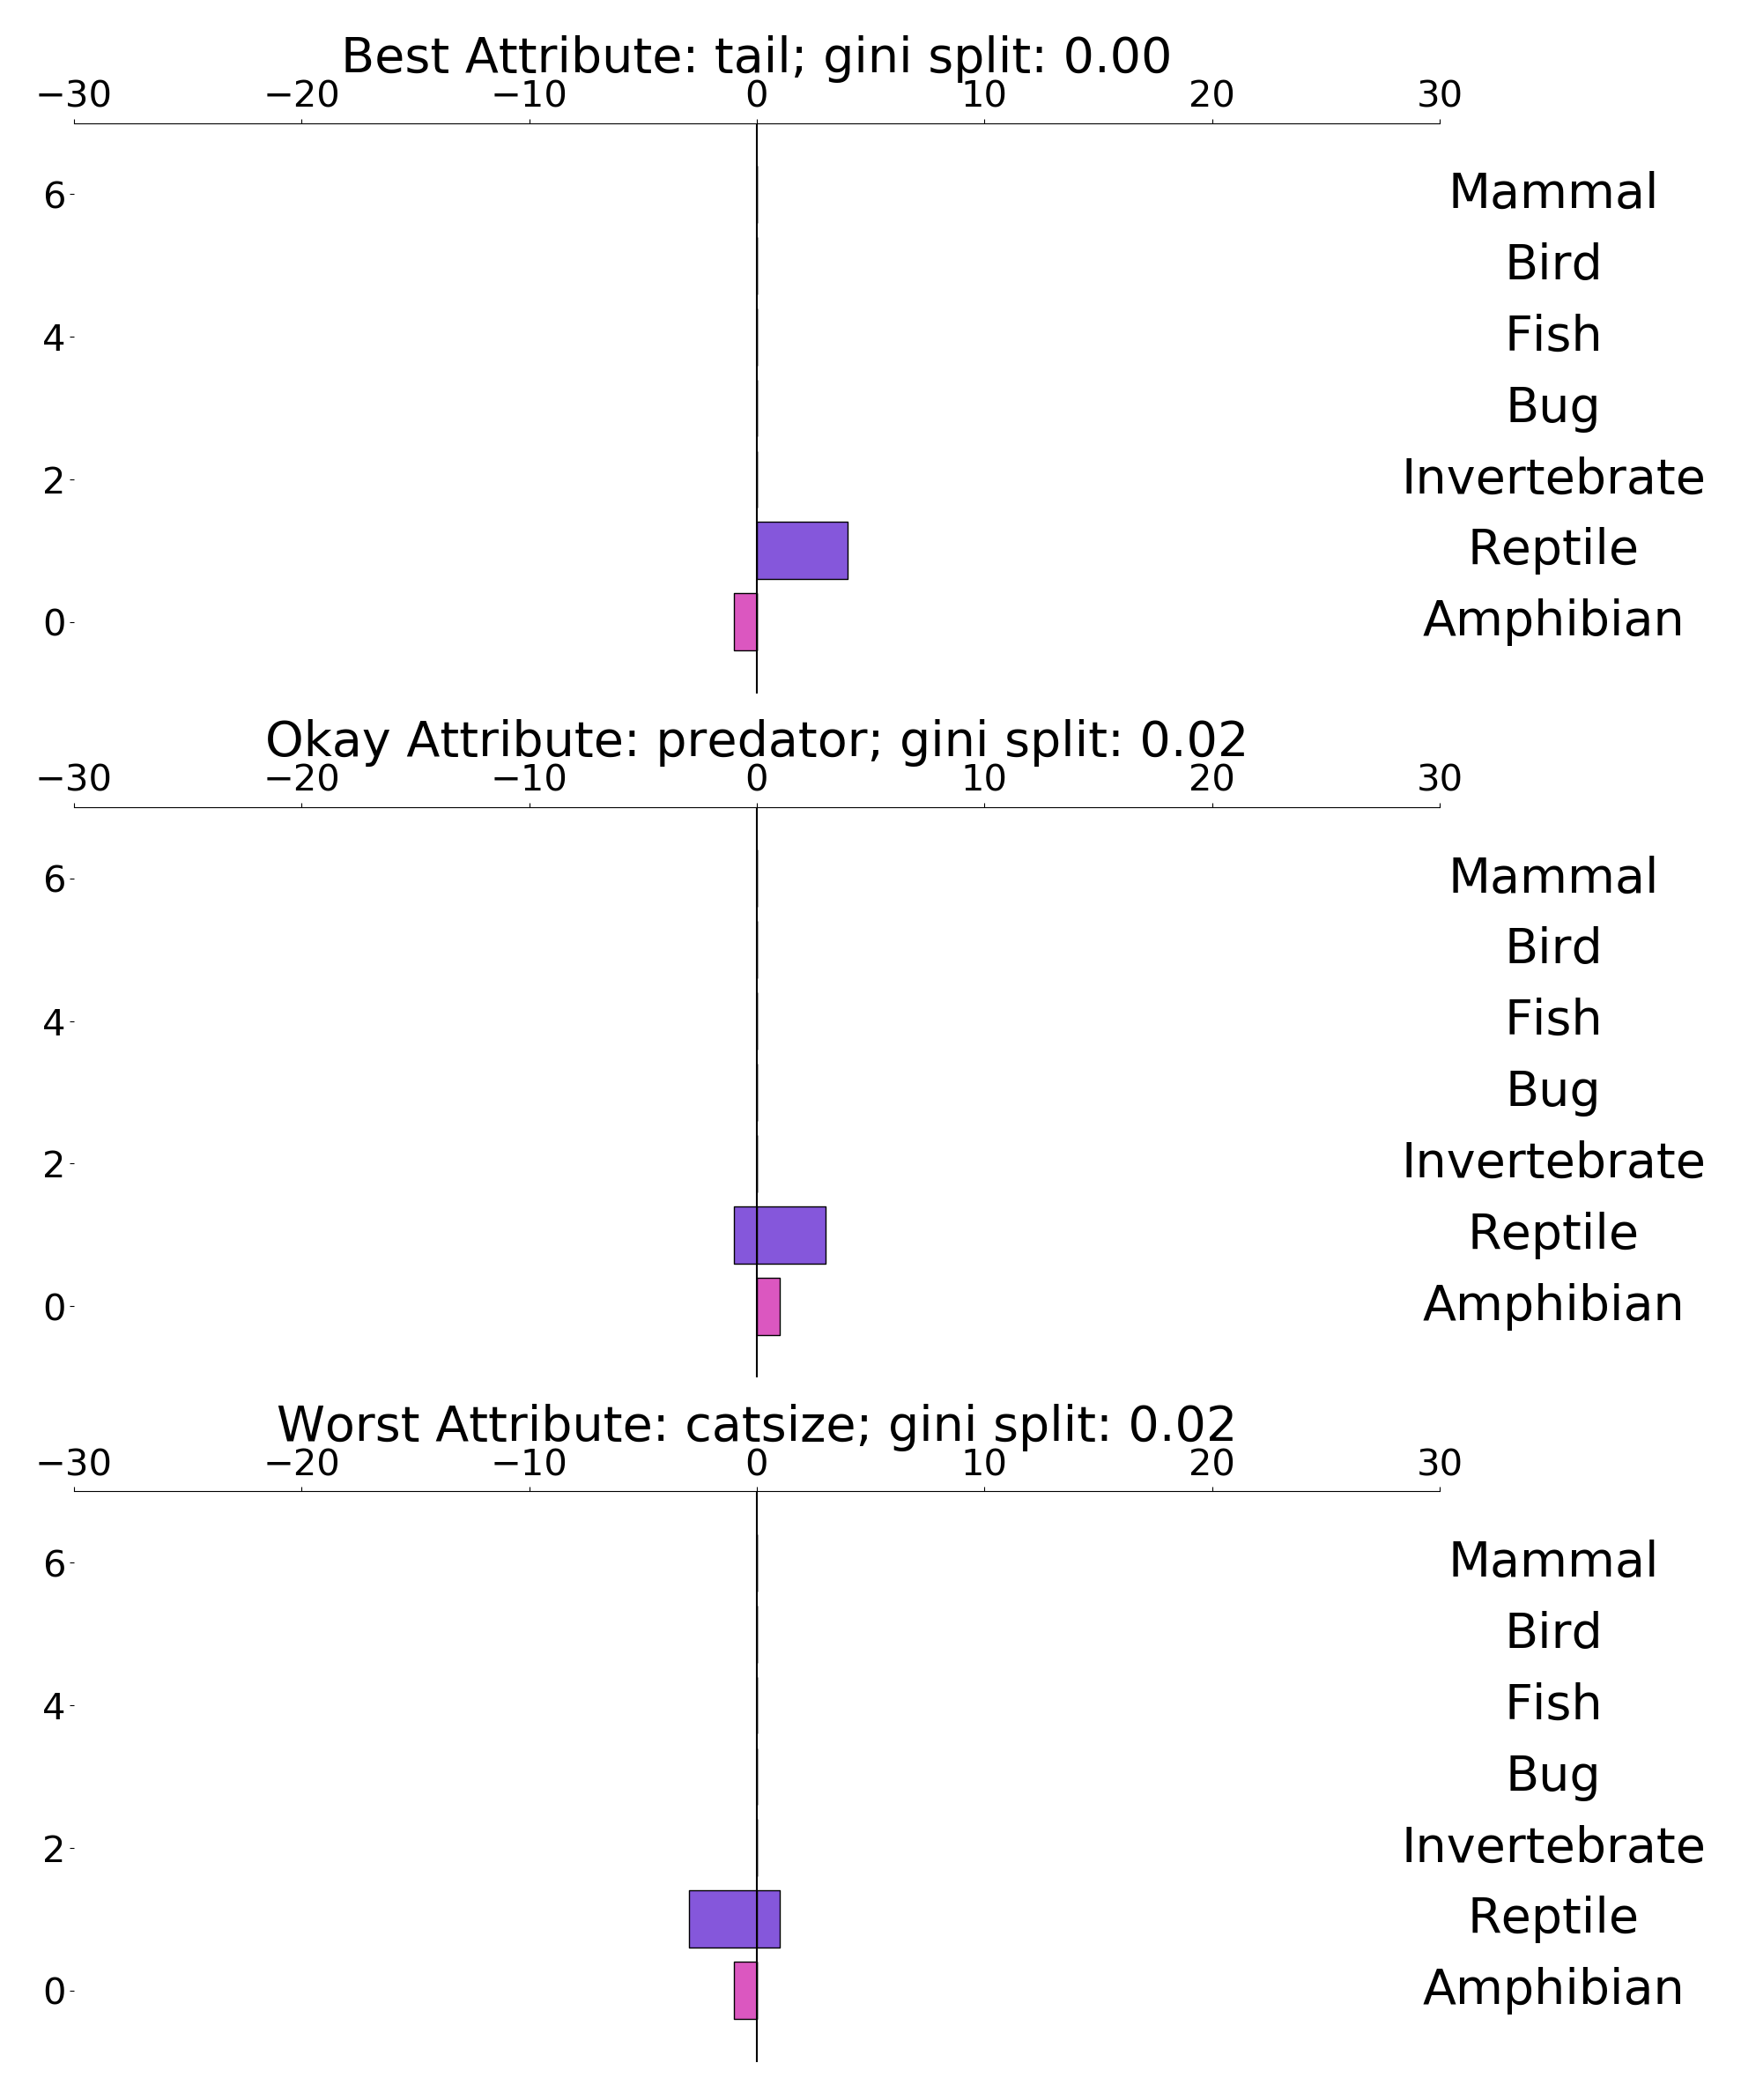 Best Attribute: tail; gini split: 0.00
−30 −20 −10 0 10 20 30
6 Mammal
Bird
4 Fish
Bug
2 Invertebrate
Reptile
0 Amphibian
Okay Attribute: predator; gini split: 0.02
−30 −20 −10 0 10 20 30
6 Mammal
Bird
4 Fish
Bug
2 Invertebrate
Reptile
0 Amphibian
Worst Attribute: catsize; gini split: 0.02
−30 −20 −10 0 10 20 30
6 Mammal
Bird
4 Fish
Bug
2 Invertebrate
Reptile
0 Amphibian